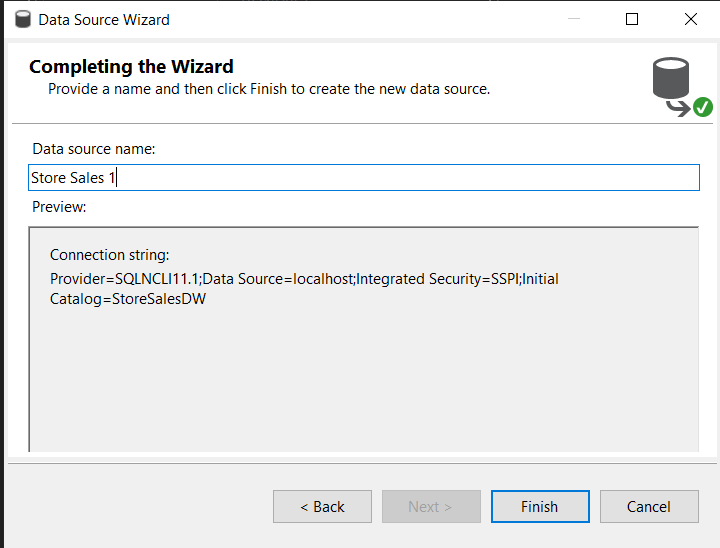 Data Source Wizard
Completing the Wizard
Provide a name and then click Finish to create the new data source.
Data source name:
Store Sales 1
Preview:
Connection string:
Provider=SQLNCLI11.1;Data Source=localhost;Integrated Security=SSPI;Initial
Catalog=StoreSalesDW
< Back
Next >
Finish
Cancel